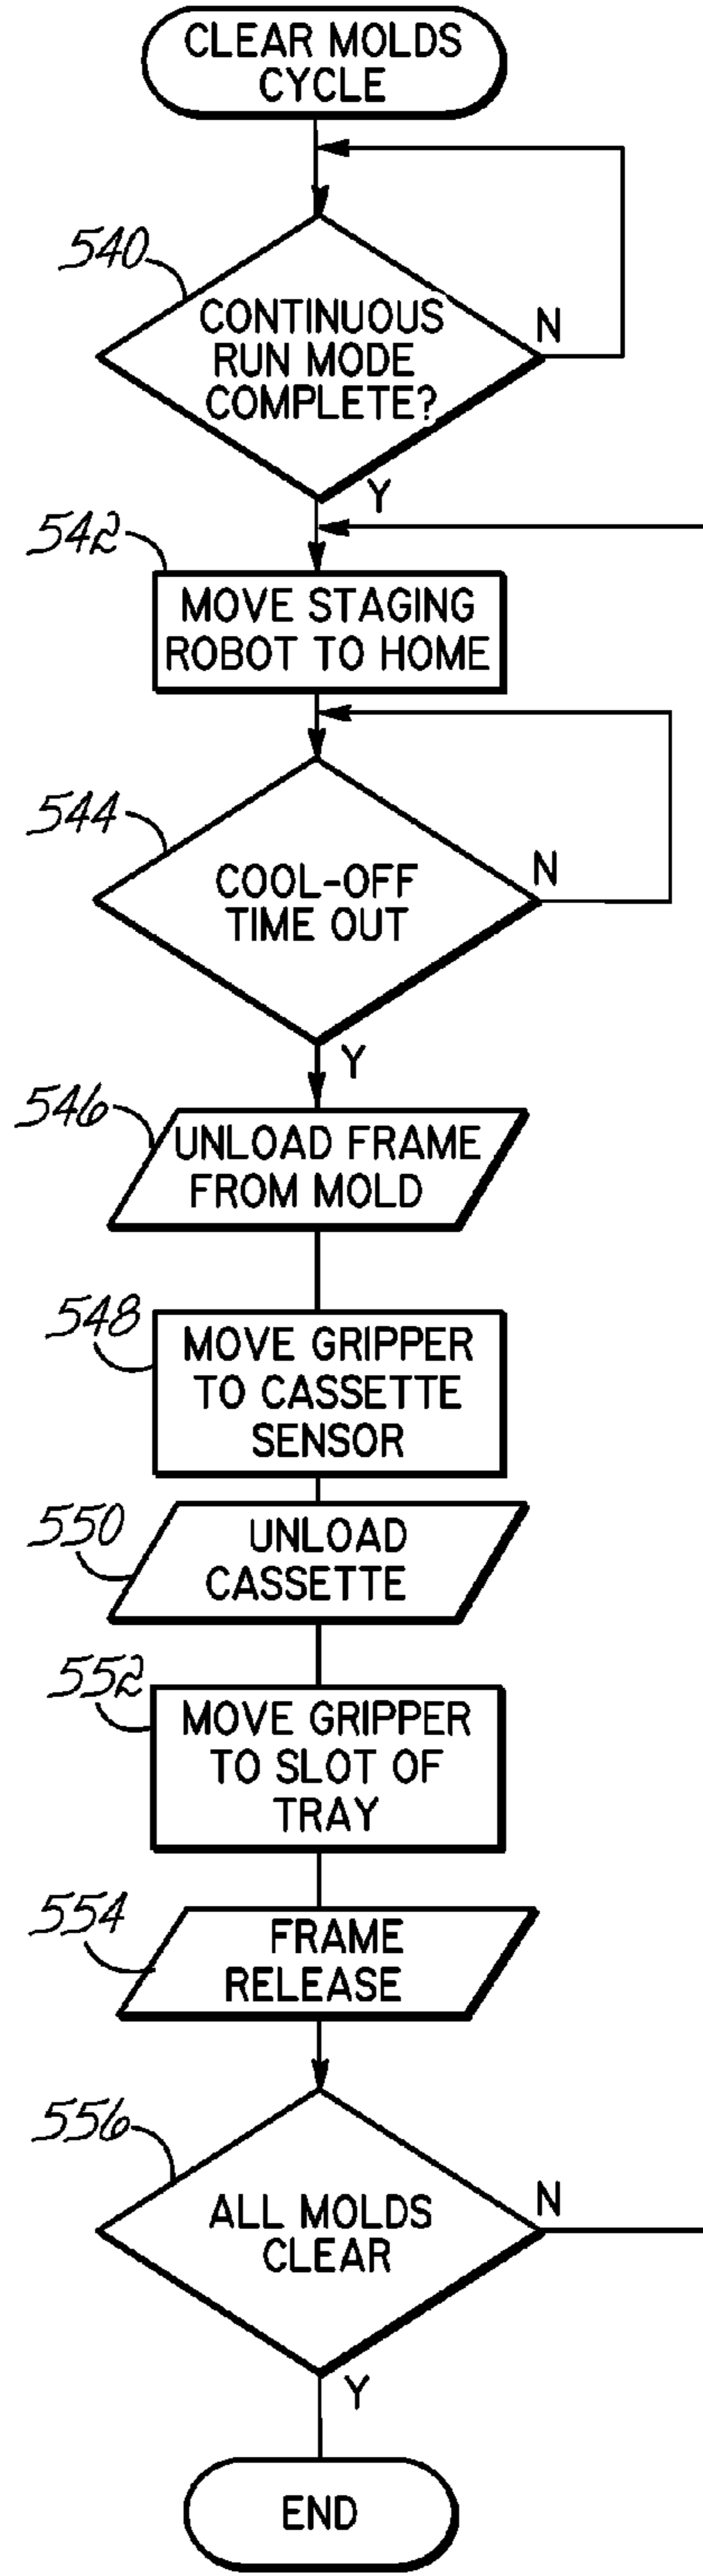 CLEAR MOLDS
CYCLE
540
CONTINUOUS
RUN MODE
COMPLETE?
N
Y
542
MOVE STAGING
ROBOT TO HOME
544
COOL-OFF
TIME OUT
N
Y
546
UNLOAD FRAME
FROM MOLD
548
MOVE GRIPPER
TO CASSETTE
SENSOR
550
UNLOAD
CASSETTE
552
MOVE GRIPPER
TO SLOT OF
TRAY
554
FRAME
RELEASE
556
ALL MOLDS
CLEAR
N
Y
END